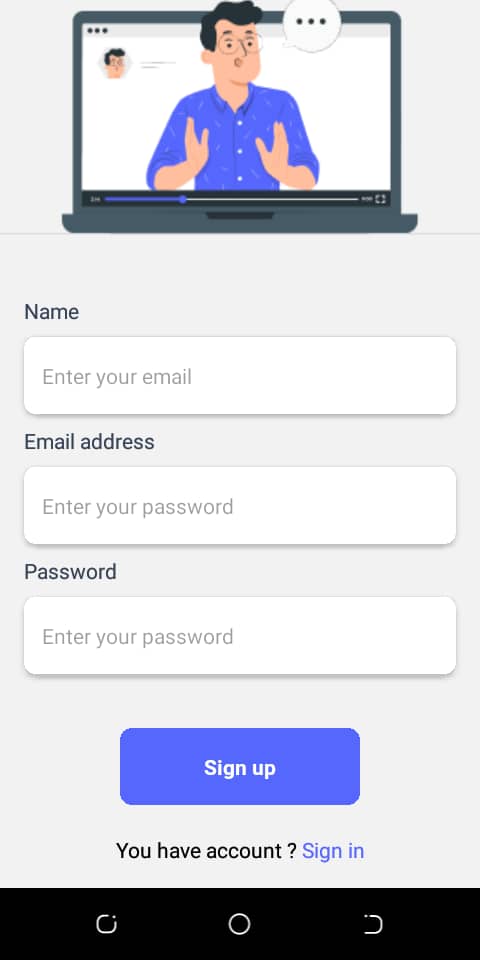 Name
Enter your email
Email address
Enter your password
Password
Enter your password
Sign up
You have account ? Sign in